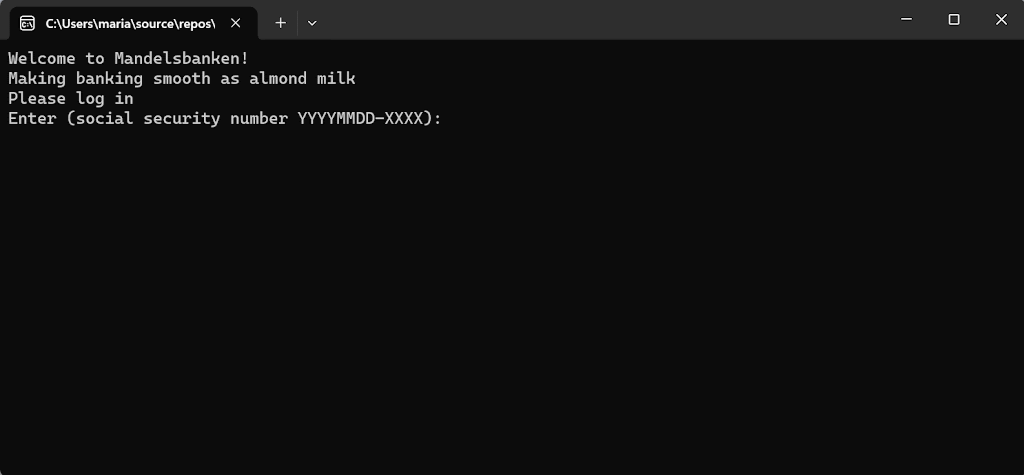 C:\Users\maria\source\repos\
Welcome to Mandelsbanken!
Making banking smooth as almond milk
Please log in
Enter (social security number YYYYMMDD-XXXX):